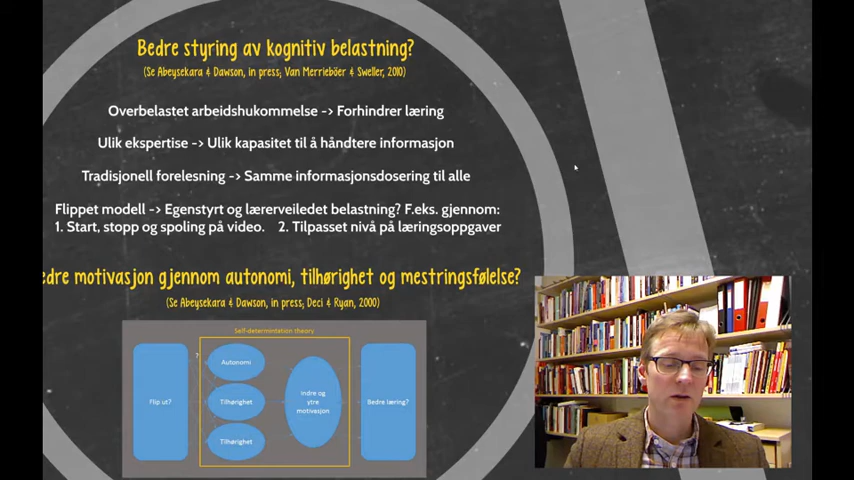 Bedre styring av kognitiv belastning?
(Se Abeysekara & Dawson, in press; Van Merrieböer & Sweller, 2010)
Overbelastet arbeidshukommelse -> Forhindrer læring
Ulik ekspertise -> Ulik kapasitet til å håndtere informasjon
Tradisjonell forelesning -> Samme informasjonsdosering til alle
Flippet modell -> Egenstyrt og lærerveiledet belastning? F.eks. gjennom:
1. Start, stopp og spoling på video. 2. Tilpasset nivå på læringsoppgaver
edre motivasjon gjennom autonomi, tilhørighet og mestringsfølelse?
(Se Abeysekara & Dawson, in press; Deci & Ryan, 2000)
Self-determintation theory
?
Autonomi
Flip ut?
Tilhørighet
Indre og
ytre
motivasjon
Bedre læring?
Tilhørighet